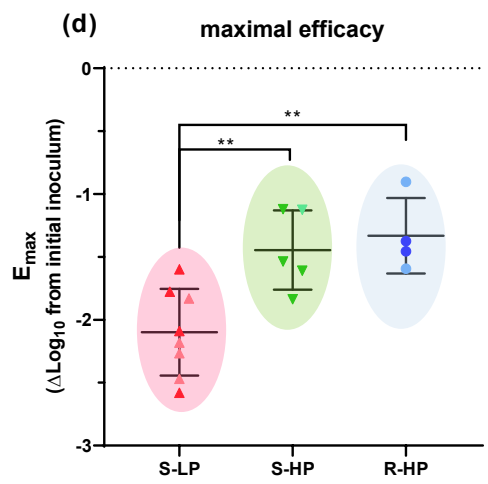 (d)
maximal efficacy
0
**
**
-1
-2
-3
Emax
(ΔLog10 from initial inoculum)
S-LP
S-HP
R-HP